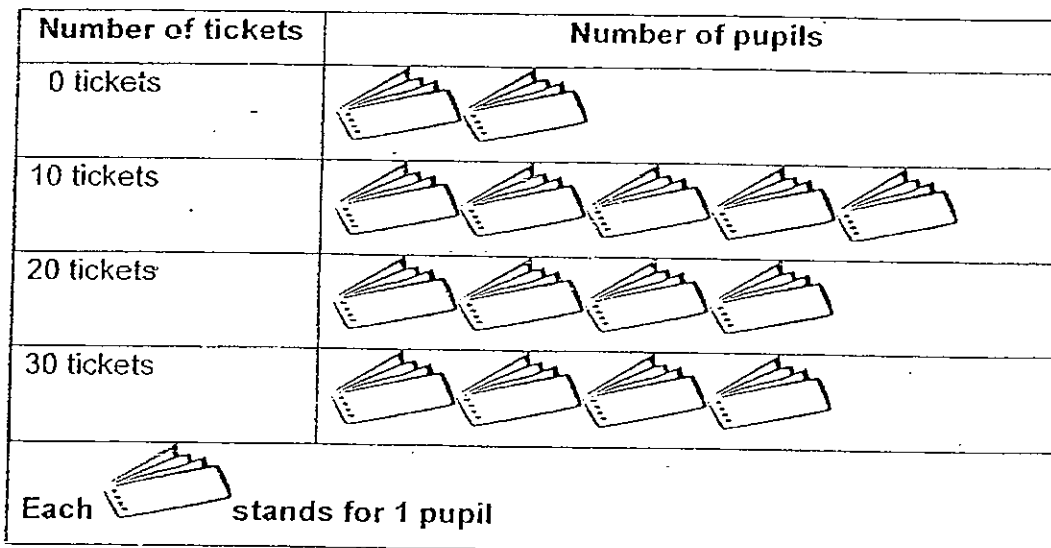 Number of tickets
Number of pupils
0 tickets
10 tickets
20 tickets
30 tickets
Each stands for 1 pupil